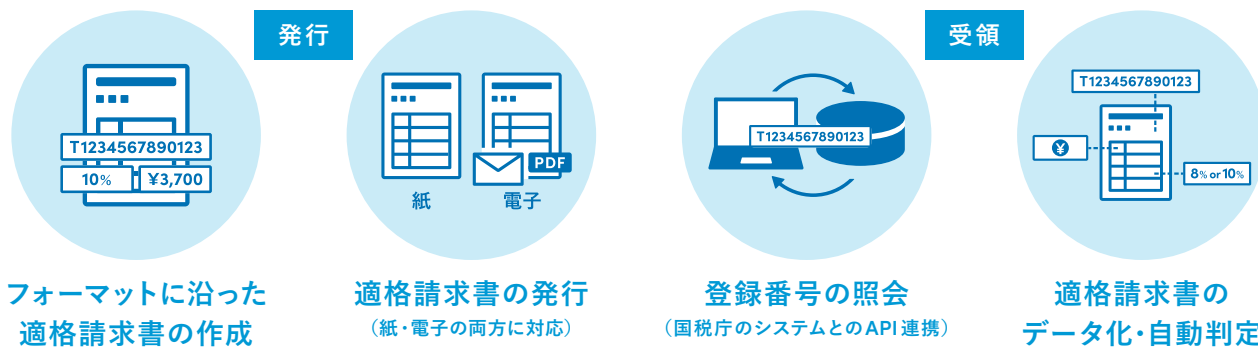 発行
T1234567890123
10%
¥3,700
フォーマットに沿った
適格請求書の作成
PDF
紙
電子
適格請求書の発行
（紙・電子の両方に対応）
受領
T1234567890123
登録番号の照会
（国税庁のシステムとのAPI連携）
T1234567890123
¥
8% or 10%
適格請求書の
データ化・自動判定